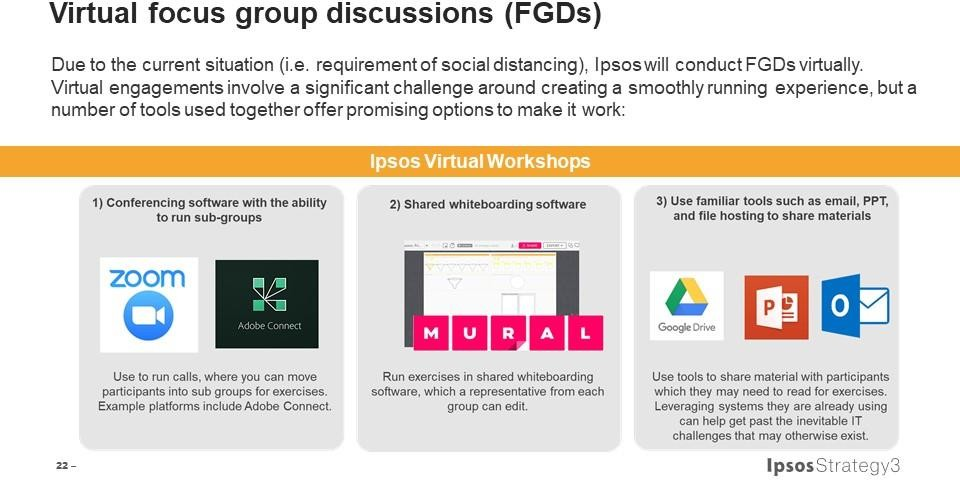 Virtual focus group discussions (FGDs)
Due to the current situation (i.e. requirement of social distancing), Ipsos will conduct FGDs virtually.
Virtual engagements involve a significant challenge around creating a smoothly running experience, but a
number of tools used together offer promising options to make it work:
Ipsos Virtual Workshops
1) Conferencing software with the ability
to run sub-groups
zoom
Adobe Connect
Use to run calls, where you can move
participants into sub groups for exercises.
Example platforms include Adobe Connect.
2) Shared whiteboarding software
SHARE
EXPORT
MURAL
Run exercises in shared whiteboarding
software, which a representative from each
group can edit.
3) Use familiar tools such as email, PPT,
and file hosting to share materials
Google Drive
P
O
Use tools to share material with participants
which they may need to read for exercises.
Leveraging systems they are already using
can help get past the inevitable IT
challenges that may otherwise exist.
22 –
IpsosStrategy3